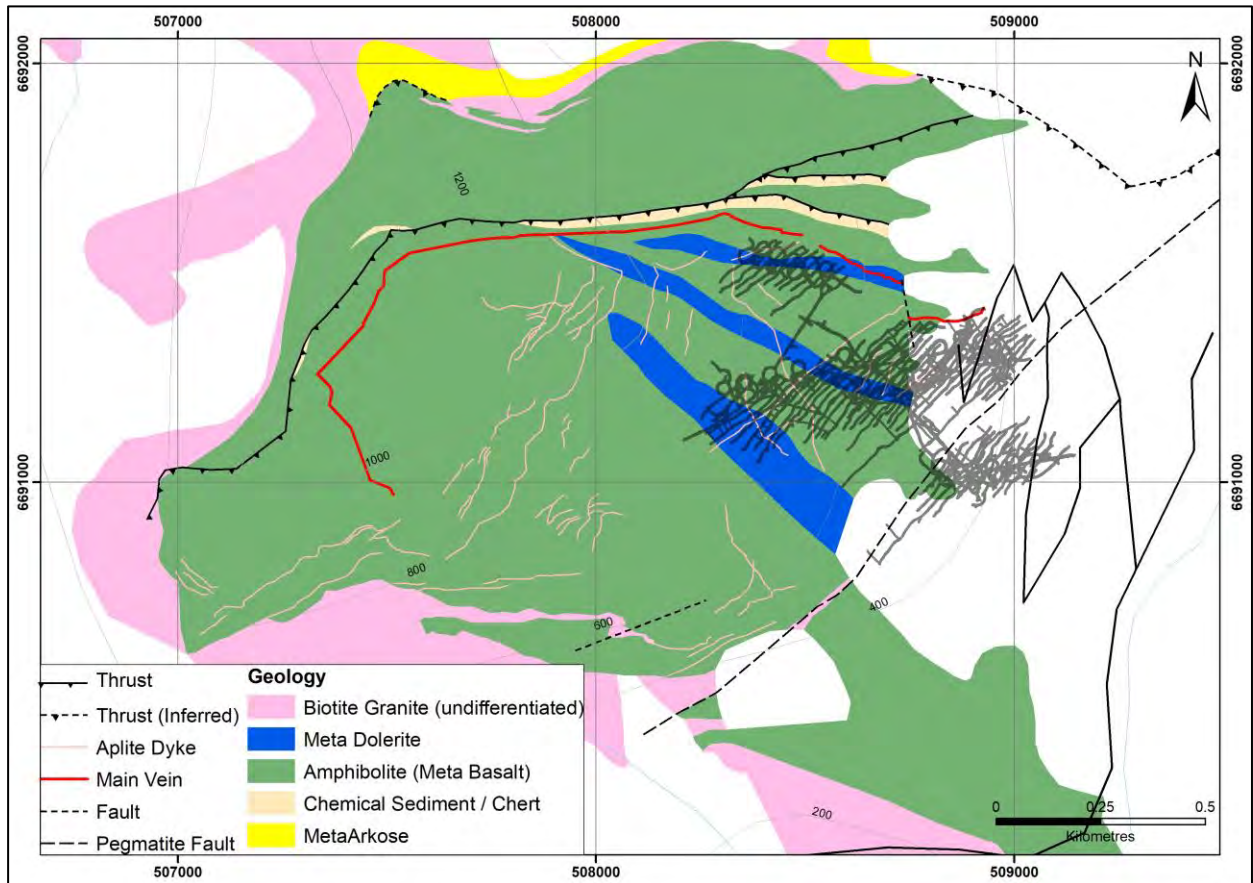 507000
508000
509000
6692000
6692000
N
1200
1000
6691000
6691000
800
600
400
200
Thrust
Thrust (Inferred)
Aplite Dyke
Main Vein
Fault
Pegmatite Fault
Geology
Biotite Granite (undifferentiated)
Meta Dolerite
Amphibolite (Meta Basalt)
Chemical Sediment / Chert
MetaArkose
0 0.25 0.5
Kilometres
507000
508000
509000